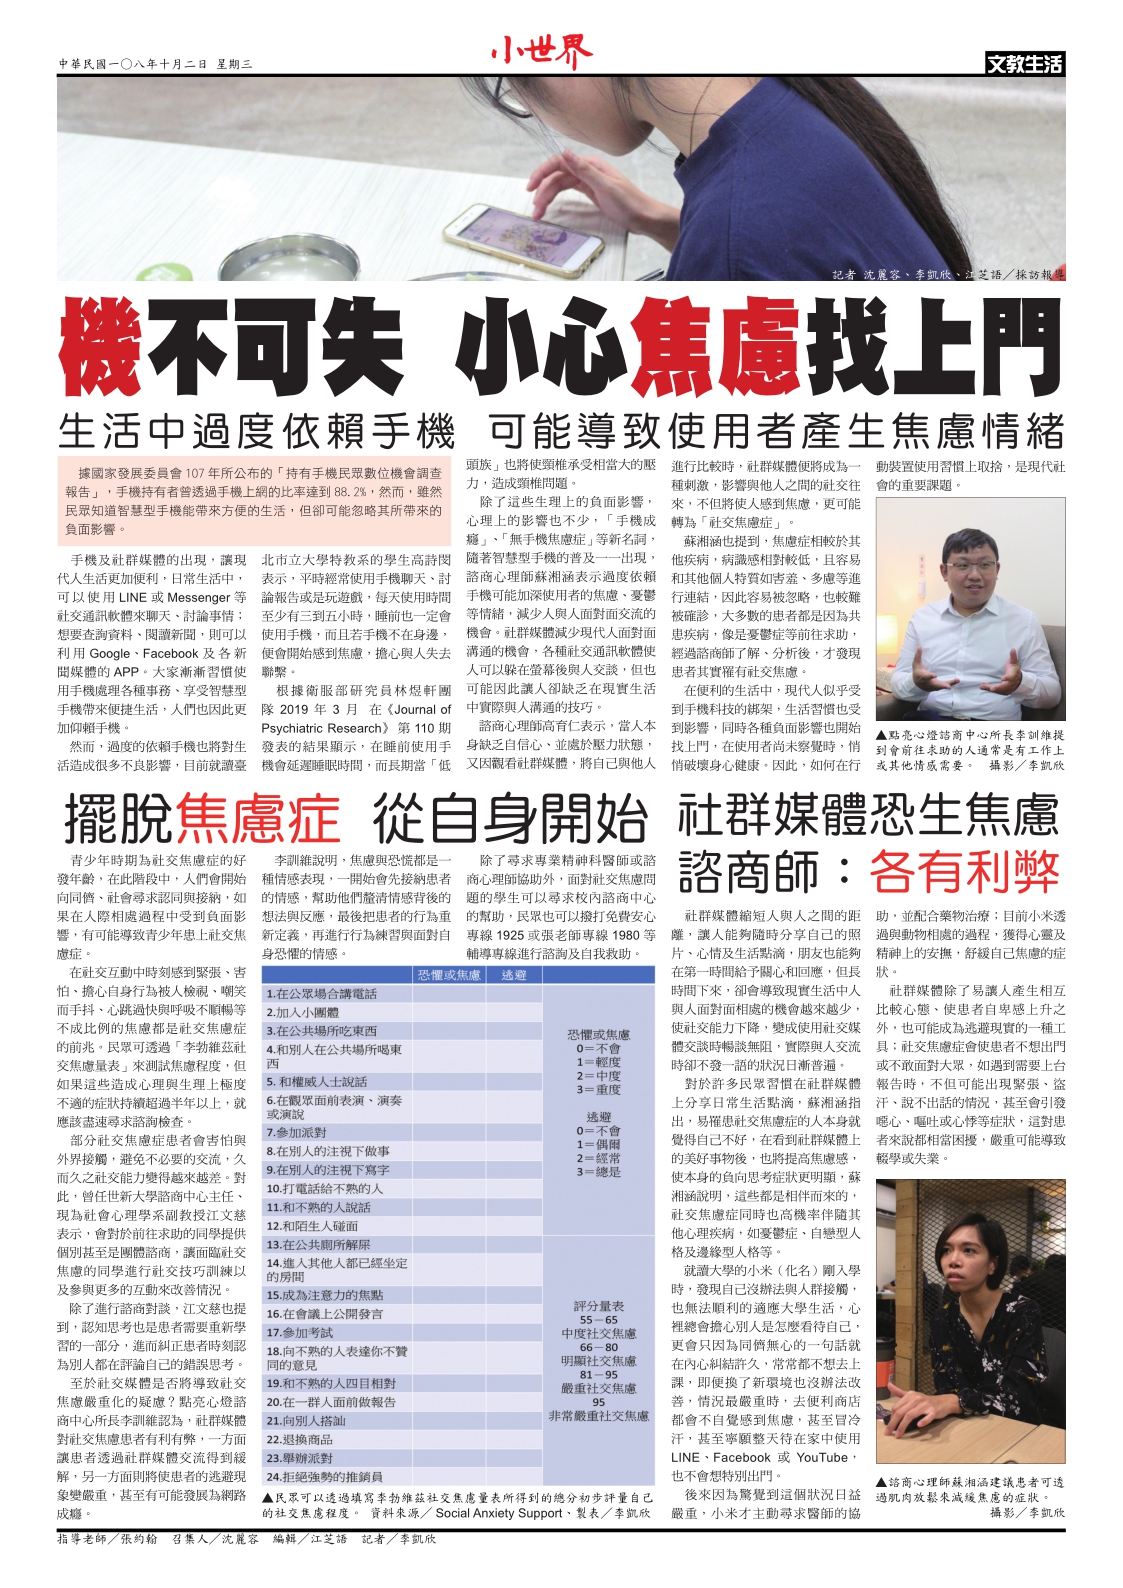 中華民國一〇八年十月二日 星期三
小世界
文教生活
記者 沈麗容、李凱欣、江芝語／採訪報導
機不可失 小心焦慮找上門
生活中過度依賴手機 可能導致使用者產生焦慮情緒
據國家發展委員會 107 年所公布的「持有手機民眾數位機會調查
報告」，手機持有者曾透過手機上網的比率達到 88.2%，然而，雖然
民眾知道智慧型手機能帶來方便的生活，但卻可能忽略其所帶來的
負面影響。
手機及社群媒體的出現，讓現
代人生活更加便利，日常生活中，
可以使用 LINE 或 Messenger 等
社交通訊軟體來聊天、討論事情；
想要查詢資料、閱讀新聞，則可以
利用 Google、Facebook 及各新
聞媒體的 APP。大家漸漸習慣使
用手機處理各種事務、享受智慧型
手機帶來便捷生活，人們也因此更
加仰賴手機。
然而，過度的依賴手機也將對生
活造成很多不良影響，目前就讀臺
北市立大學特教系的學生高詩閔
表示，平時經常使用手機聊天、討
論報告或是玩遊戲，每天使用時間
至少有三到五小時，睡前也一定會
使用手機，而且若手機不在身邊，
便會開始感到焦慮，擔心與人失去
聯繫。
根據衛服部研究員林煜軒團
隊 2019 年 3 月 在《Journal of
Psychiatric Research》第 110 期
發表的結果顯示，在睡前使用手
機會延遲睡眠時間，而長期當「低
頭族」也將使頸椎承受相當大的壓
力，造成頸椎問題。
除了這些生理上的負面影響，
心理上的影響也不少，「手機成
癮」、「無手機焦慮症」等新名詞，
隨著智慧型手機的普及一一出現，
諮商心理師蘇湘涵表示過度依賴
手機可能加深使用者的焦慮、憂鬱
等情緒，減少人與人面對面交流的
機會。社群媒體減少現代人面對面
溝通的機會，各種社交通訊軟體使
人可以躲在螢幕後與人交談，但也
可能因此讓人卻缺乏在現實生活
中實際與人溝通的技巧。
諮商心理師高育仁表示，當人本
身缺乏自信心、並處於壓力狀態，
又因觀看社群媒體，將自己與他人
進行比較時，社群媒體便將成為一
種刺激，影響與他人之間的社交往
來，不但將使人感到焦慮，更可能
轉為「社交焦慮症」。
蘇湘涵也提到，焦慮症相較於其
他疾病，病識感相對較低，且容易
和其他個人特質如害羞、多慮等進
行連結，因此容易被忽略，也較難
被確診，大多數的患者都是因為共
患疾病，像是憂鬱症等前往求助，
經過諮商師了解、分析後，才發現
患者其實罹有社交焦慮。
在便利的生活中，現代人似乎受
到手機科技的綁架，生活習慣也受
到影響，同時各種負面影響也開始
找上門，在使用者尚未察覺時，悄
悄破壞身心健康。因此，如何在行
動裝置使用習慣上取捨，是現代社
會的重要課題。
▲點亮心燈諮商中心所長李訓維提
到會前往求助的人通常是有工作上
或其他情感需要。 攝影／李凱欣
擺脫焦慮症 從自身開始
青少年時期為社交焦慮症的好
發年齡，在此階段中，人們會開始
向同儕、社會尋求認同與接納，如
果在人際相處過程中受到負面影
響，有可能導致青少年患上社交焦
慮症。
在社交互動中時刻感到緊張、害
怕、擔心自身行為被人檢視、嘲笑
而手抖、心跳過快與呼吸不順暢等
不成比例的焦慮都是社交焦慮症
的前兆。民眾可透過「李勃維茲社
交焦慮量表」來測試焦慮程度，但
如果這些造成心理與生理上極度
不適的症狀持續超過半年以上，就
應該盡速尋求諮詢檢查。
部分社交焦慮症患者會害怕與
外界接觸，避免不必要的交流，久
而久之社交能力變得越來越差。對
此，曾任世新大學諮商中心主任、
現為社會心理學系副教授江文慈
表示，會對於前往求助的同學提供
個別甚至是團體諮商，讓面臨社交
焦慮的同學進行社交技巧訓練以
及參與更多的互動來改善情況。
除了進行諮商對談，江文慈也提
到，認知思考也是患者需要重新學
習的一部分，進而糾正患者時刻認
為別人都在評論自己的錯誤思考。
至於社交媒體是否將導致社交
焦慮嚴重化的疑慮？點亮心燈諮
商中心所長李訓維認為，社群媒體
對社交焦慮患者有利有弊，一方面
讓患者透過社群媒體交流得到緩
解，另一方面則將使患者的逃避現
象變嚴重，甚至有可能發展為網路
成癮。
李訓維說明，焦慮與恐慌都是一
種情感表現，一開始會先接納患者
的情感，幫助他們釐清情感背後的
想法與反應，最後把患者的行為重
新定義，再進行行為練習與面對自
身恐懼的情感。
除了尋求專業精神科醫師或諮
商心理師協助外，面對社交焦慮問
題的學生可以尋求校內諮商中心
的幫助，民眾也可以撥打免費安心
專線 1925 或張老師專線 1980 等
輔導專線進行諮詢及自我救助。
恐懼或焦慮 逃避
1.在公眾場合講電話
2.加入小團體
3.在公共場所吃東西
4.和別人在公共場所喝東
西
5. 和權威人士說話
6.在觀眾面前表演、演奏
或演說
7.參加派對
8.在別人的注視下做事
9.在別人的注視下寫字
10.打電話給不熟的人
11.和不熟的人說話
12.和陌生人碰面
13.在公共廁所解屎
14.進入其他人都已經坐定
的房間
15.成為注意力的焦點
16.在會議上公開發言
17.參加考試
18.向不熟的人表達你不贊
同的意見
19.和不熟的人四目相對
20.在一群人面前做報告
21.向別人搭訕
22.退換商品
23.舉辦派對
24.拒絕強勢的推銷員
恐懼或焦慮
0＝不會
1＝輕度
2＝中度
3＝重度
逃避
0＝不會
1＝偶爾
2＝經常
3＝總是
評分量表
55－65
中度社交焦慮
66－80
明顯社交焦慮
81－95
嚴重社交焦慮
95
非常嚴重社交焦慮
▲民眾可以透過填寫李勃維茲社交焦慮量表所得到的總分初步評量自己
的社交焦慮程度。 資料來源／ Social Anxiety Support、製表／李凱欣
社群媒體恐生焦慮
諮商師：各有利弊
社群媒體縮短人與人之間的距
離，讓人能夠隨時分享自己的照
片、心情及生活點滴，朋友也能夠
在第一時間給予關心和回應，但長
時間下來，卻會導致現實生活中人
與人面對面相處的機會越來越少，
使社交能力下降，變成使用社交媒
體交談時暢談無阻，實際與人交流
時卻不發一語的狀況日漸普遍。
對於許多民眾習慣在社群媒體
上分享日常生活點滴，蘇湘涵指
出，易罹患社交焦慮症的人本身就
覺得自己不好，在看到社群媒體上
的美好事物後，也將提高焦慮感，
使本身的負向思考症狀更明顯，蘇
湘涵說明，這些都是相伴而來的，
社交焦慮症同時也高機率伴隨其
他心理疾病，如憂鬱症、自戀型人
格及邊緣型人格等。
就讀大學的小米（化名）剛入學
時，發現自己沒辦法與人群接觸，
也無法順利的適應大學生活，心
裡總會擔心別人是怎麼看待自己，
更會只因為同儕無心的一句話就
在內心糾結許久，常常都不想去上
課，即便換了新環境也沒辦法改
善，情況最嚴重時，去便利商店
都會不自覺感到焦慮，甚至冒冷
汗，甚至寧願整天待在家中使用
LINE、Facebook 或 YouTube，
也不會想特別出門。
後來因為驚覺到這個狀況日益
嚴重，小米才主動尋求醫師的協
助，並配合藥物治療；目前小米透
過與動物相處的過程，獲得心靈及
精神上的安撫，舒緩自己焦慮的症
狀。
社群媒體除了易讓人產生相互
比較心態、使患者自卑感上升之
外，也可能成為逃避現實的一種工
具；社交焦慮症會使患者不想出門
或不敢面對大眾，如遇到需要上台
報告時，不但可能出現緊張、盜
汗、說不出話的情況，甚至會引發
噁心、嘔吐或心悸等症狀，這對患
者來說都相當困擾，嚴重可能導致
輟學或失業。
▲諮商心理師蘇湘涵建議患者可透
過肌肉放鬆來減緩焦慮的症狀。
攝影／李凱欣
指導老師／張約翰 召集人／沈麗容 編輯／江芝語 記者／李凱欣